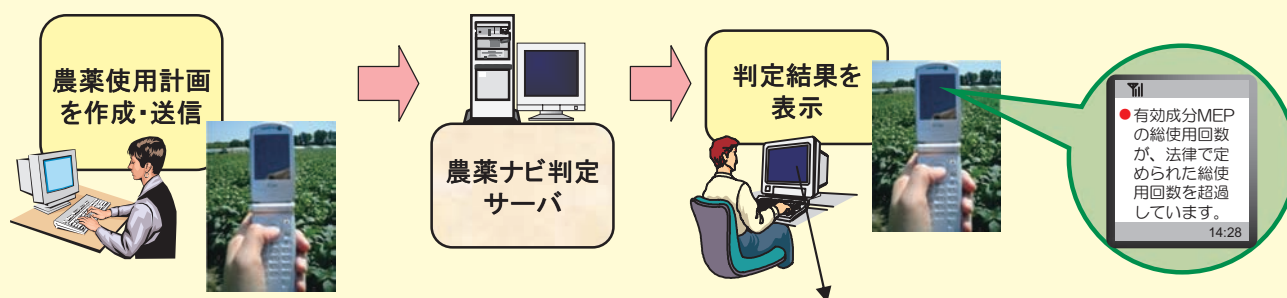 農薬使用計画
を作成・送信
農薬ナビ判定
サーバ
判定結果を
表示
●有効成分MEP
の総使用回数
が、法律で定
められた総使
用回数を超過
しています。
14:28